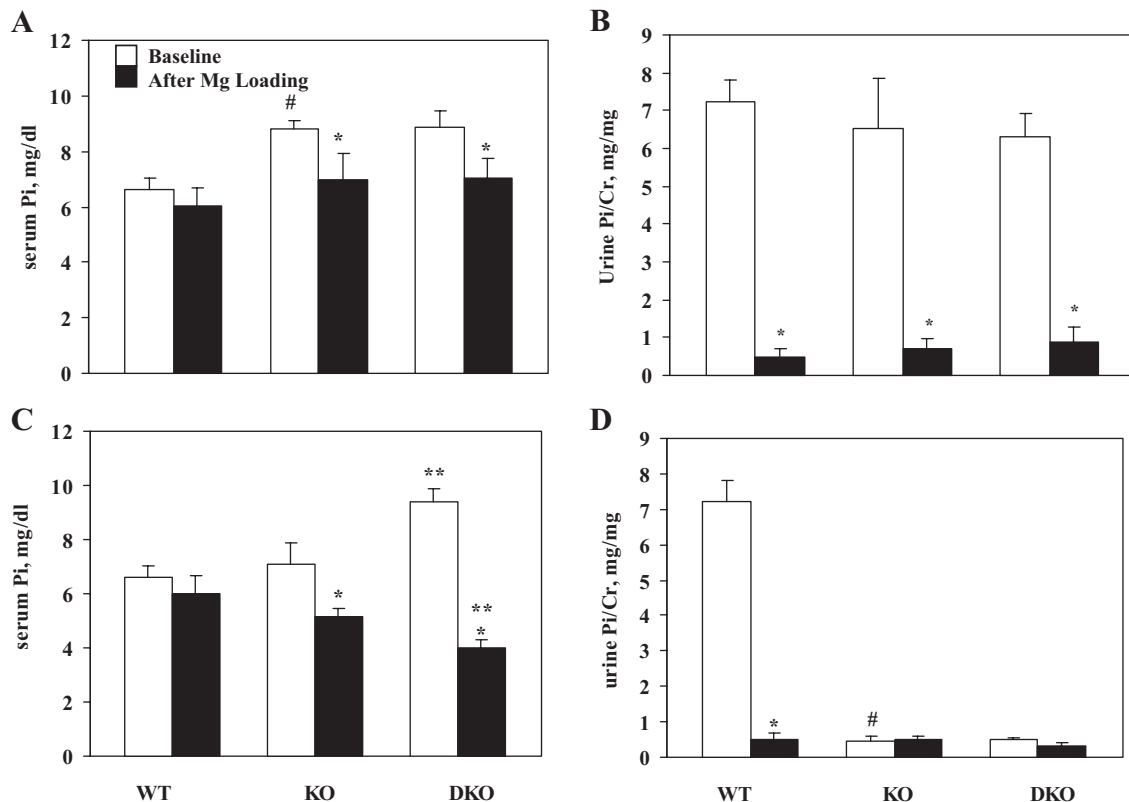 A
12
10
8
6
4
2
0
serum Pi, mg/dl
Baseline
After Mg Loading
#
*
*
B
9
8
7
6
5
4
3
2
1
0
Urine Pi/Cr, mg/mg
*
*
*
C
12
10
8
6
4
2
0
serum Pi, mg/dl
*
**
**
*
WT
KO
DKO
D
9
8
7
6
5
4
3
2
1
0
urine Pi/Cr, mg/mg
*
#
WT
KO
DKO